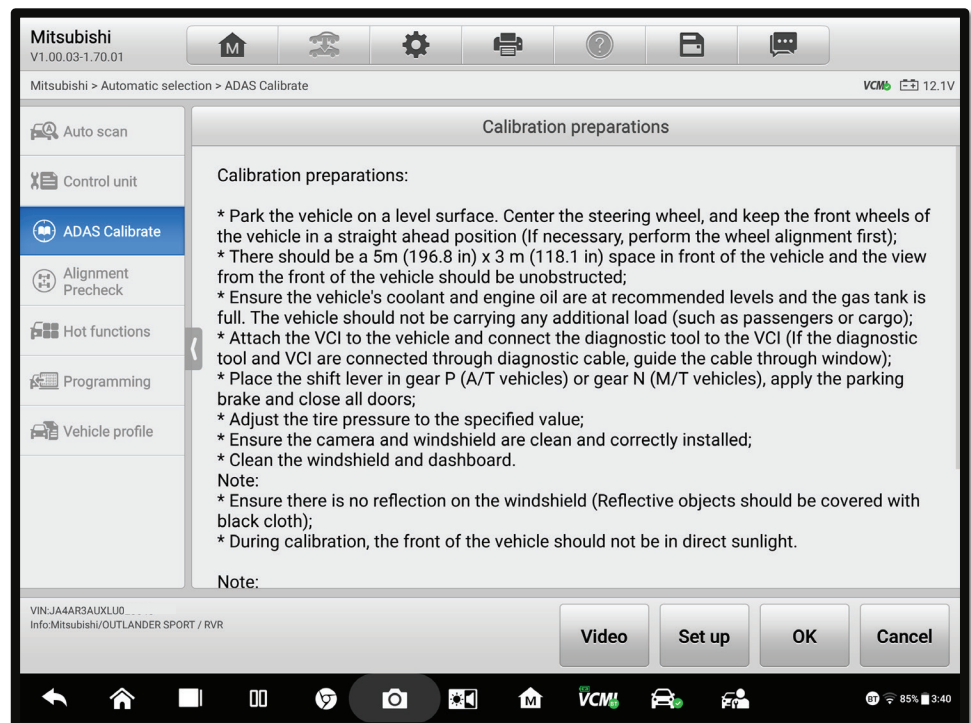 Mitsubishi
V1.00.03-1.70.01
M
?
Mitsubishi > Automatic selection > ADAS Calibrate
VCMI 12.1V
Auto scan
Control unit
ADAS Calibrate
Alignment
Precheck
Hot functions
Programming
Vehicle profile
Calibration preparations
Calibration preparations:
* Park the vehicle on a level surface. Center the steering wheel, and keep the front wheels of
the vehicle in a straight ahead position (If necessary, perform the wheel alignment first);
* There should be a 5m (196.8 in) x 3 m (118.1 in) space in front of the vehicle and the view
from the front of the vehicle should be unobstructed;
* Ensure the vehicle's coolant and engine oil are at recommended levels and the gas tank is
full. The vehicle should not be carrying any additional load (such as passengers or cargo);
* Attach the VCI to the vehicle and connect the diagnostic tool to the VCI (If the diagnostic
tool and VCI are connected through diagnostic cable, guide the cable through window);
* Place the shift lever in gear P (A/T vehicles) or gear N (M/T vehicles), apply the parking
brake and close all doors;
* Adjust the tire pressure to the specified value;
* Ensure the camera and windshield are clean and correctly installed;
* Clean the windshield and dashboard.
Note:
* Ensure there is no reflection on the windshield (Reflective objects should be covered with
black cloth);
* During calibration, the front of the vehicle should not be in direct sunlight.
Note:
VIN:JA4AR3AUXLU0
Info:Mitsubishi/OUTLANDER SPORT / RVR
Video
Set up
OK
Cancel
M
VCMI
BT
BT 85% 3:40